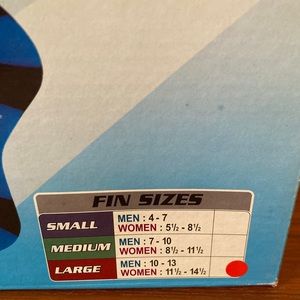 FIN SIZES
SMALL MEN : 4 - 7
WOMEN : 5½ - 8½
MEDIUM MEN : 7 - 10
WOMEN : 8½ - 11½
LARGE MEN : 10 - 13
WOMEN : 11½ - 14½